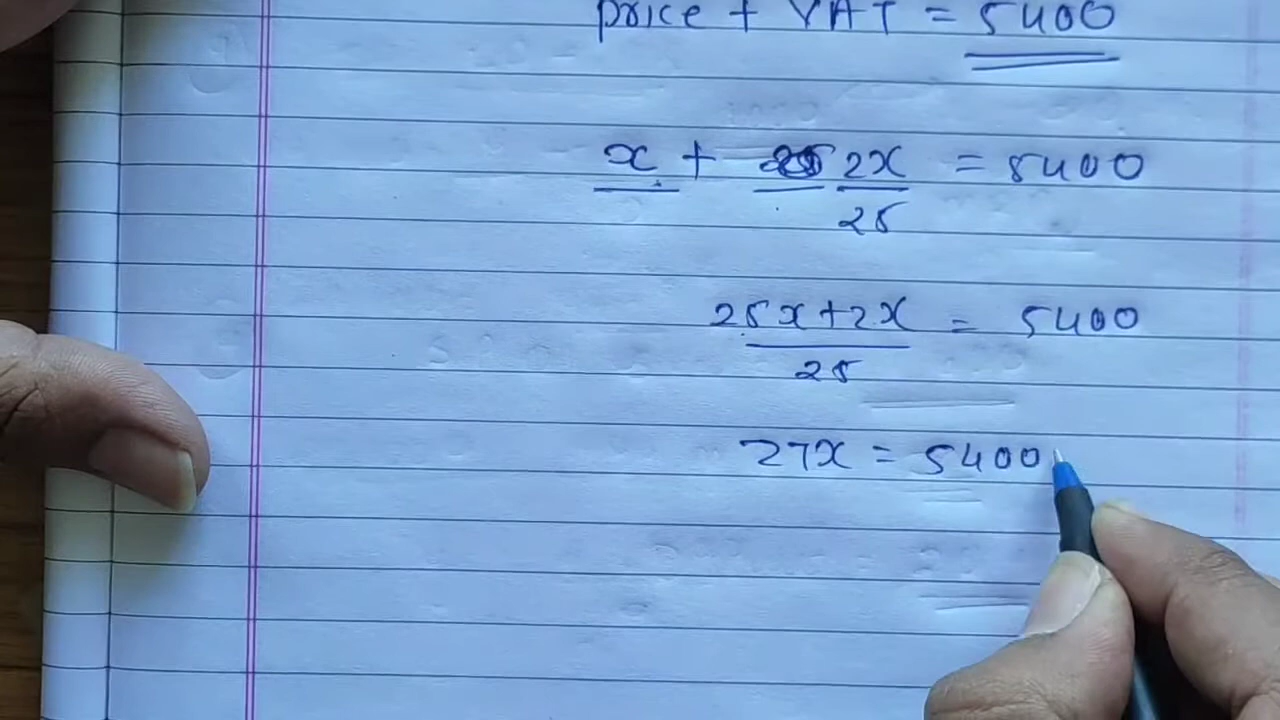 price + VAT = 5400
x + 2x = 5400
25
25x+2x = 5400
25
27x = 5400